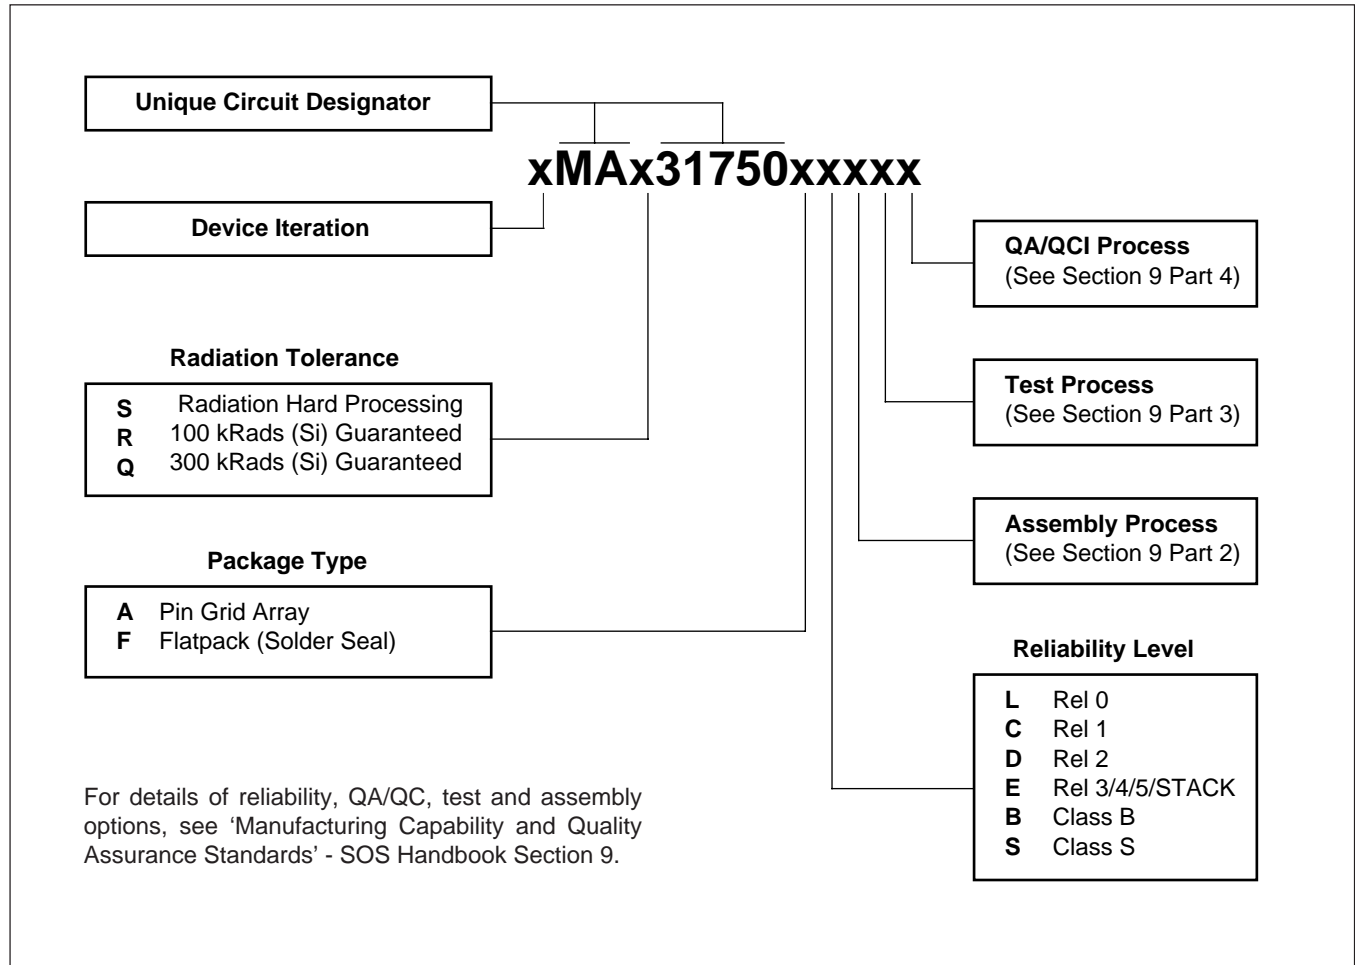 Unique Circuit Designator
xMAx31750xxxxx
Device Iteration
QA/QCI Process
(See Section 9 Part 4)
Radiation Tolerance
S Radiation Hard Processing
R 100 kRads (Si) Guaranteed
Q 300 kRads (Si) Guaranteed
Test Process
(See Section 9 Part 3)
Assembly Process
(See Section 9 Part 2)
Package Type
A Pin Grid Array
F Flatpack (Solder Seal)
Reliability Level
L Rel 0
C Rel 1
D Rel 2
E Rel 3/4/5/STACK
B Class B
S Class S
For details of reliability, QA/QC, test and assembly
options, see ‘Manufacturing Capability and Quality
Assurance Standards’ - SOS Handbook Section 9.